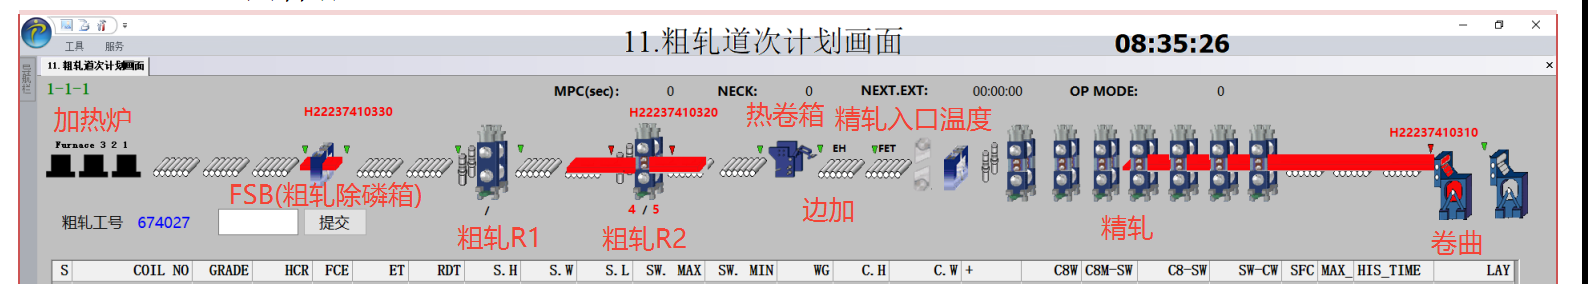 工具 服务
11.粗轧道次计划画面
08:35:26
导航栏
11. 粗轧道次计划画面
1-1-1
MPC(sec): 0 NECK: 0 NEXT.EXT: 00:00:00 OP MODE: 0
加热炉
H22237410330
H22237410320
热卷箱
精轧入口温度
H22237410310
Furnace 3 2 1
EH
FET
FSB(粗轧除磷箱)
/
4 / 5
边加
精轧
粗轧工号 674027 提交
粗轧R1
粗轧R2
卷曲
S COIL NO GRADE HCR FCE ET RDT S.H S.W S.L SW. MAX SW. MIN WG C.H C.W + C8W C8M-SW C8-SW SW-CW SFC MAX_ HIS_TIME LAY